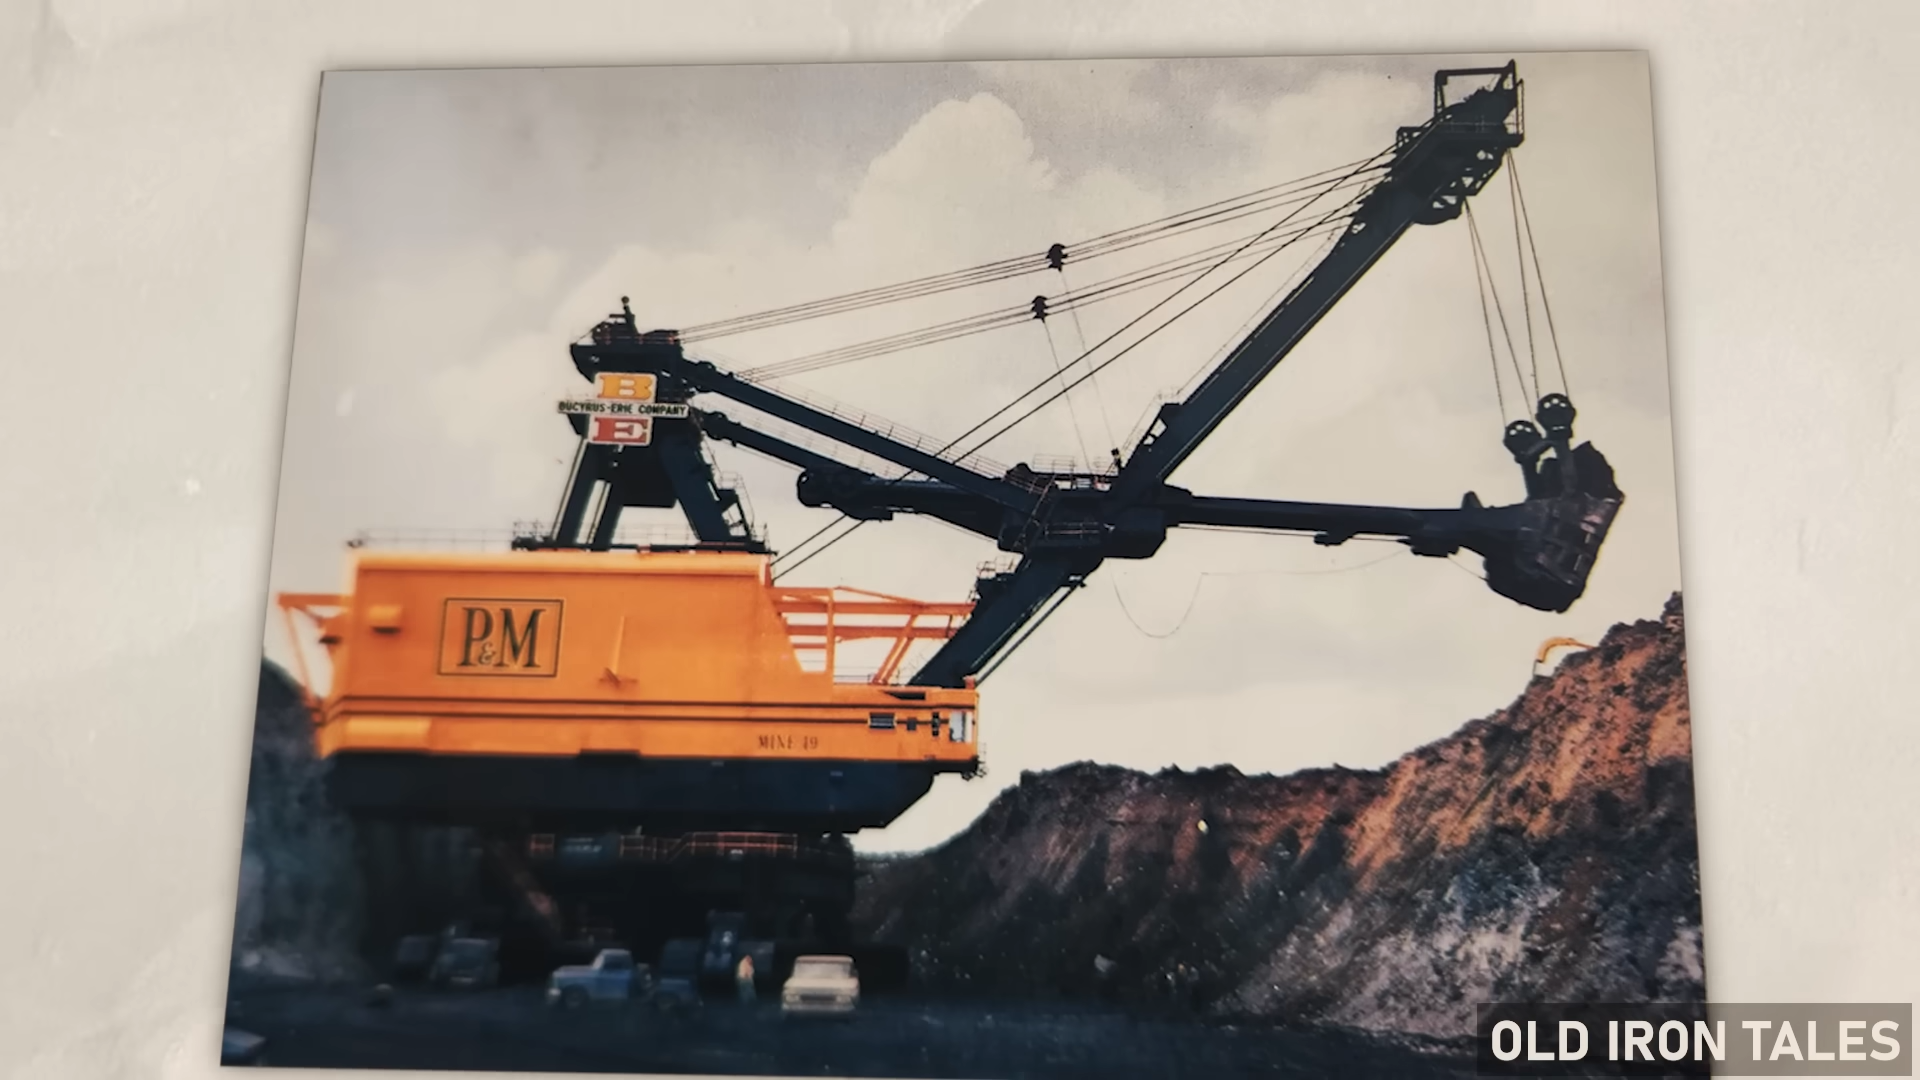 B
BUCYRUS-ERIE COMPANY
E
P&M
MINE 19
OLD IRON TALES